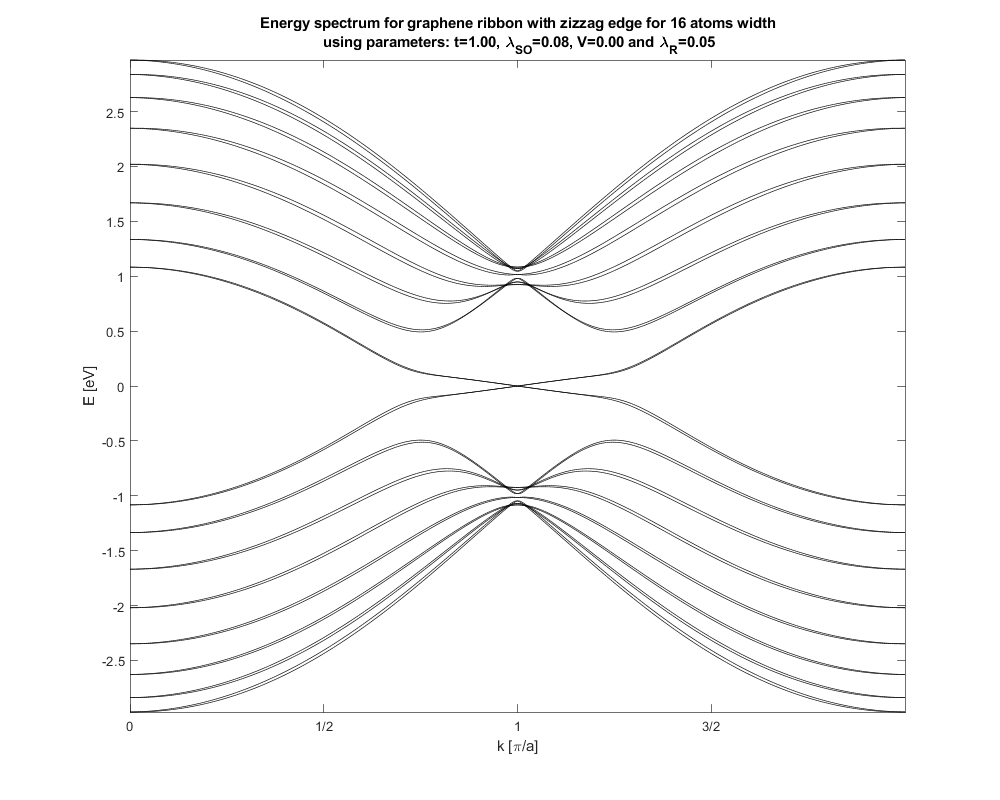 Energy spectrum for graphene ribbon with zizzag edge for 16 atoms width
using parameters: t=1.00, λ_SO=0.08, V=0.00 and λ_R=0.05
2.5
2
1.5
1
0.5
0
-0.5
-1
-1.5
-2
-2.5
E [eV]
0 1/2 1 3/2
k [π/a]